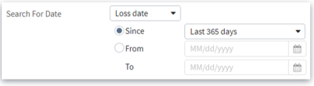 Search For Date Loss date
Since Last 365 days
From MM/dd/yyyy
To MM/dd/yyyy